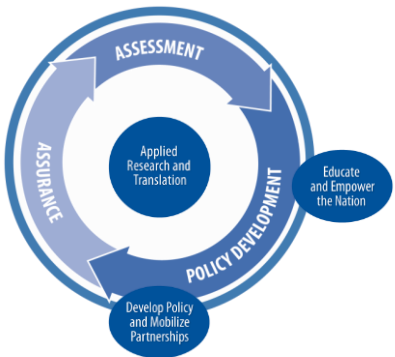 ASSESSMENT
ASSURANCE
Applied
Research and
Translation
POLICY DEVELOPMENT
Educate
and Empower
the Nation
Develop Policy
and Mobilize
Partnerships